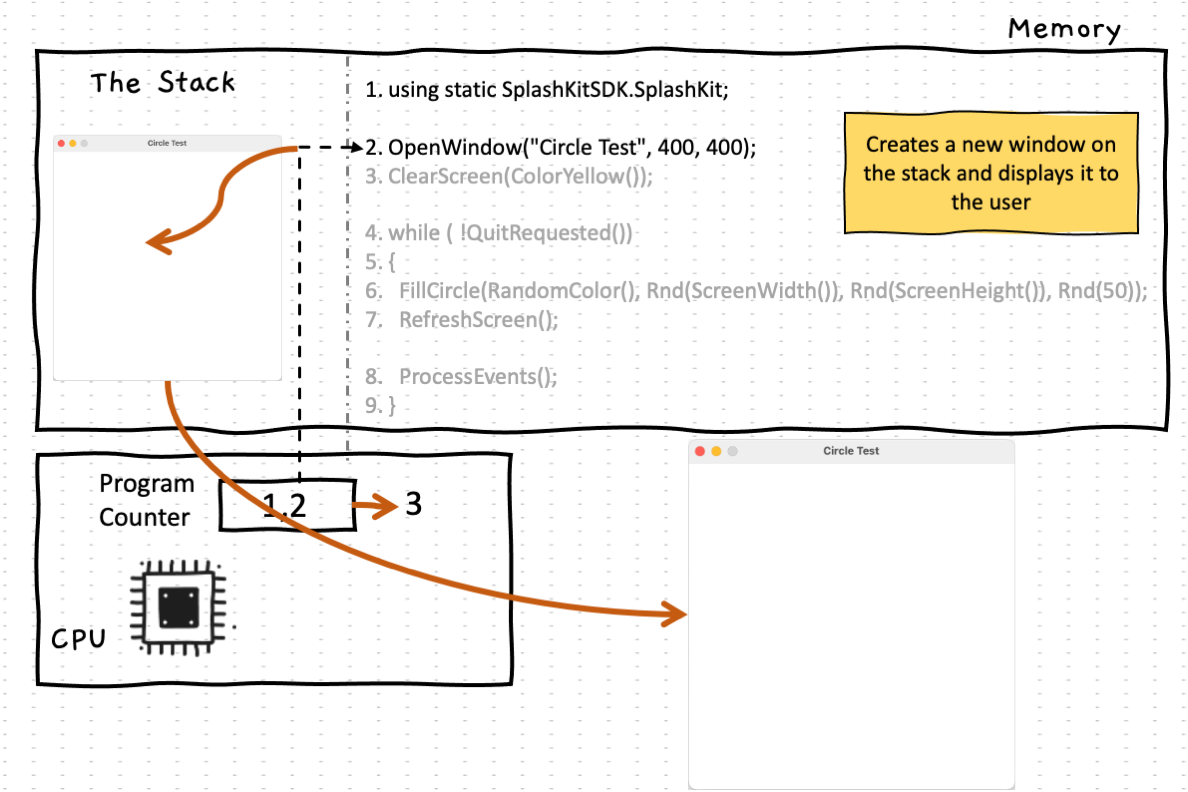 Memory
The Stack
Circle Test
1. using static SplashKitSDK.SplashKit;
2. OpenWindow("Circle Test", 400, 400);
3. ClearScreen(ColorYellow());
4. while ( !QuitRequested())
5. {
6. FillCircle(RandomColor(), Rnd(ScreenWidth()), Rnd(ScreenHeight()), Rnd(50));
7. RefreshScreen();
8. ProcessEvents();
9. }
Creates a new window on
the stack and displays it to
the user
Program
Counter
1,2
3
CPU
Circle Test